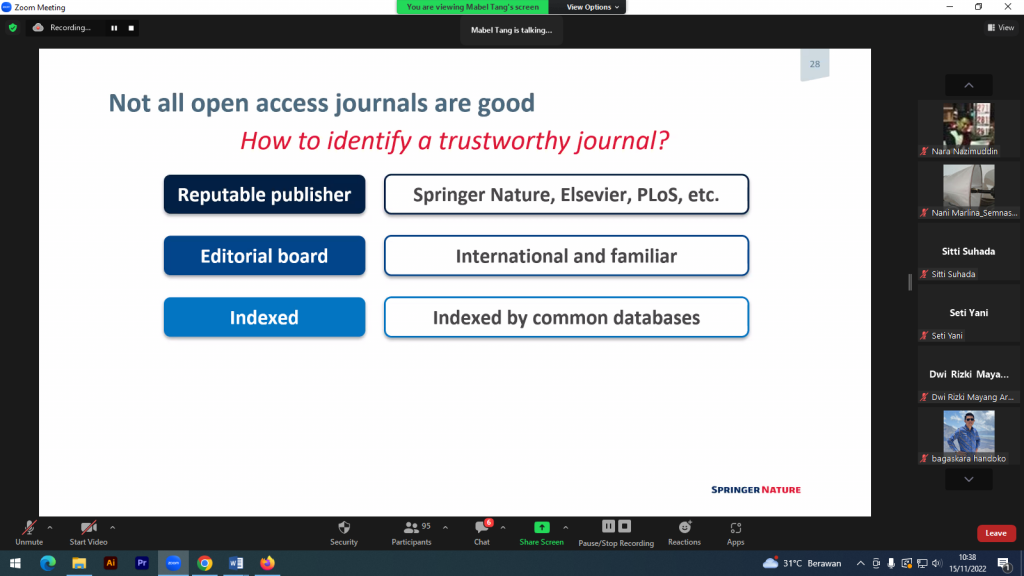 Zoom Meeting
You are viewing Mabel Tang's screen
View Options
Recording...
Mabel Tang is talking...
View
28
Not all open access journals are good
How to identify a trustworthy journal?
Reputable publisher
Springer Nature, Elsevier, PLoS, etc.
Editorial board
International and familiar
Indexed
Indexed by common databases
SPRINGER NATURE
Nara Nazimuddin
Nani Marlina_Semnas...
Sitti Suhada
Sitti Suhada
Seti Yani
Seti Yani
Dwi Rizki Maya...
Dwi Rizki Mayang Ar...
bagaskara handoko
Unmute
Start Video
Security
Participants
95
Chat
6
Share Screen
Pause/Stop Recording
Reactions
Apps
Leave
zoom
Ai
Pr
31°C Berawan
10:38
15/11/2022
1